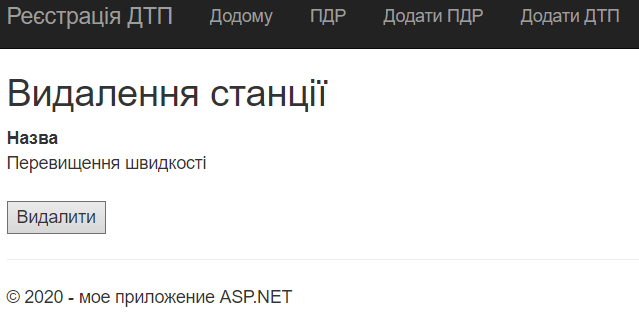 Реєстрація ДТП Додому ПДР Додати ПДР Додати ДТП
Видалення станції
Назва
Перевищення швидкості
Видалити
© 2020 - мое приложение ASP.NET